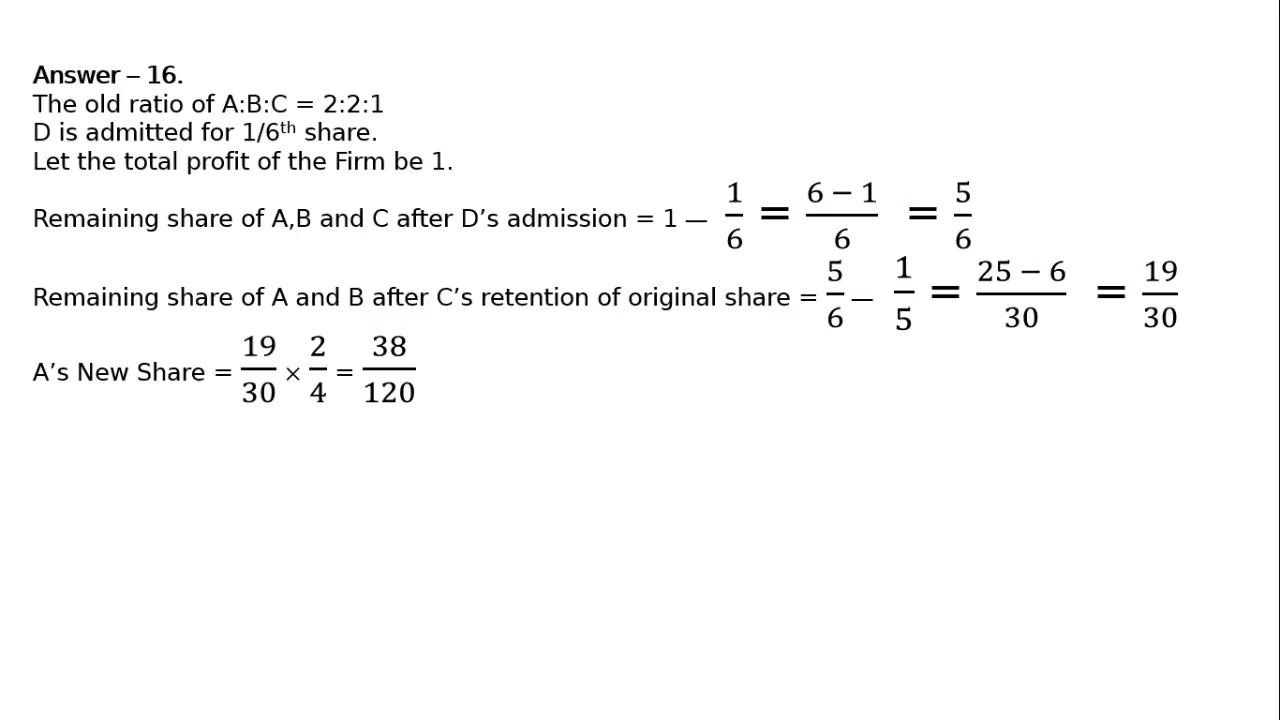 Answer – 16.
The old ratio of A:B:C = 2:2:1
D is admitted for 1/6th share.
Let the total profit of the Firm be 1.
Remaining share of A,B and C after D’s admission = 1 — 1/6 = (6 − 1)/6 = 5/6
Remaining share of A and B after C’s retention of original share = 5/6 — 1/5 = (25 − 6)/30 = 19/30
A’s New Share = 19/30 × 2/4 = 38/120